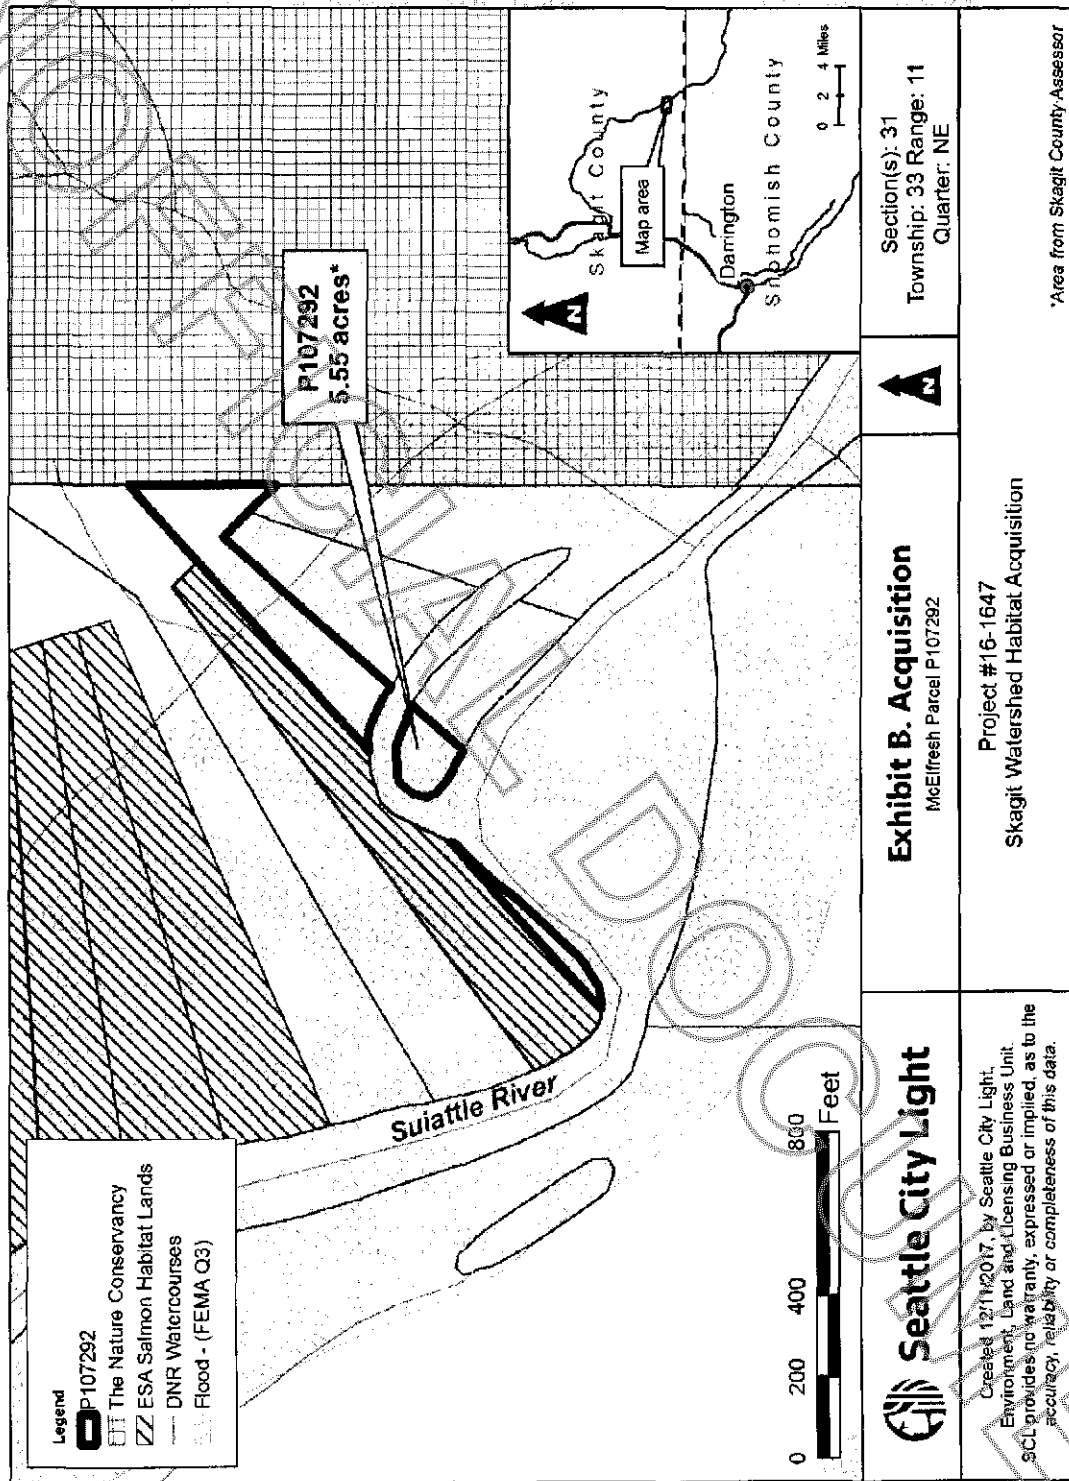 Legend
P107292
The Nature Conservancy
ESA Salmon Habitat Lands
DNR Watercourses
Flood - (FEMA Q3)
Suiattle River
P107292
5.55 acres*
0 200 400 800
Feet
N
Skagit County
Map area
Darrington
Snohomish County
0 2 4 Miles
Seattle City Light
Created 12/11/2017, by Seattle City Light,
Environment, Land and Licensing Business Unit.
SCL provides no warranty, expressed or implied, as to the
accuracy, reliability or completeness of this data.
Exhibit B. Acquisition
McElfresh Parcel P107292
Project #16-1647
Skagit Watershed Habitat Acquisition
N
Section(s): 31
Township: 33 Range: 11
Quarter: NE
*Area from Skagit County Assessor
UNOFFICIAL DOCUMENT